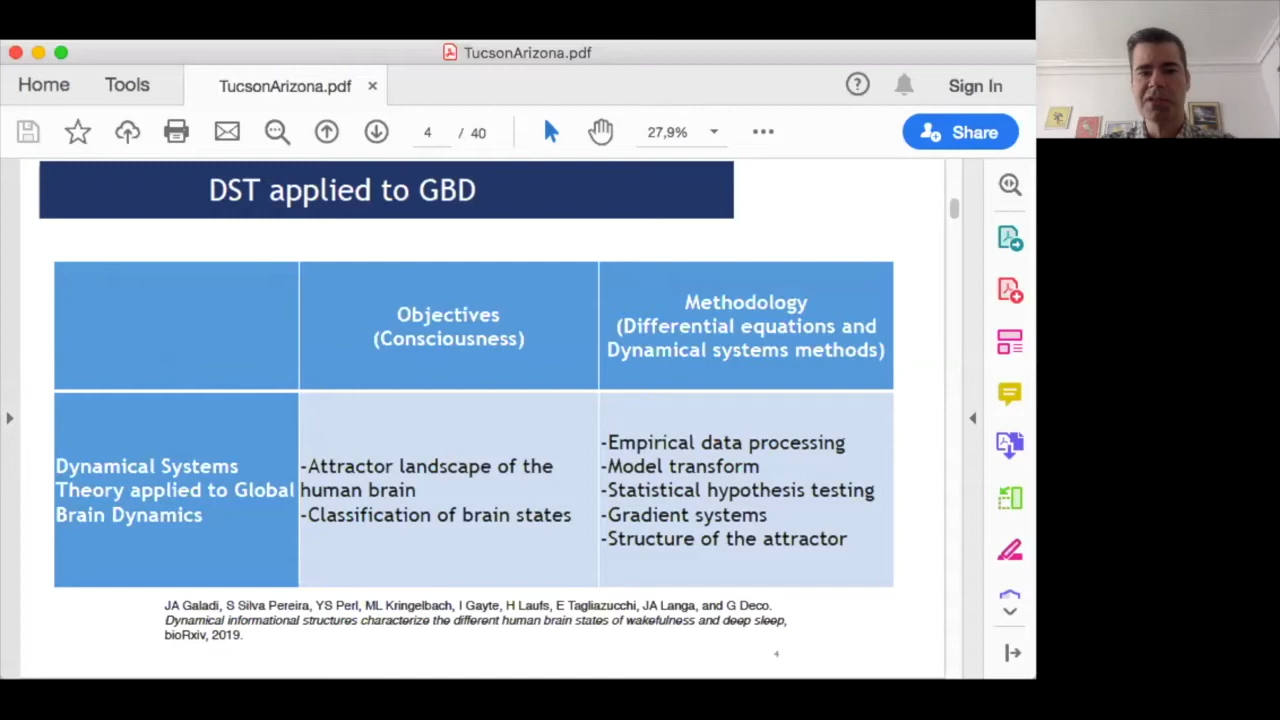 TucsonArizona.pdf
Home
Tools
TucsonArizona.pdf
Sign In
4 / 40
27,9%
Share
DST applied to GBD
Objectives
(Consciousness)
Methodology
(Differential equations and
Dynamical systems methods)
Dynamical Systems
Theory applied to Global
Brain Dynamics
-Attractor landscape of the
human brain
-Classification of brain states
-Empirical data processing
-Model transform
-Statistical hypothesis testing
-Gradient systems
-Structure of the attractor
JA Galadi, S Silva Pereira, YS Perl, ML Kringelbach, I Gayte, H Laufs, E Tagliazucchi, JA Langa, and G Deco.
Dynamical informational structures characterize the different human brain states of wakefulness and deep sleep,
bioRxiv, 2019.
4